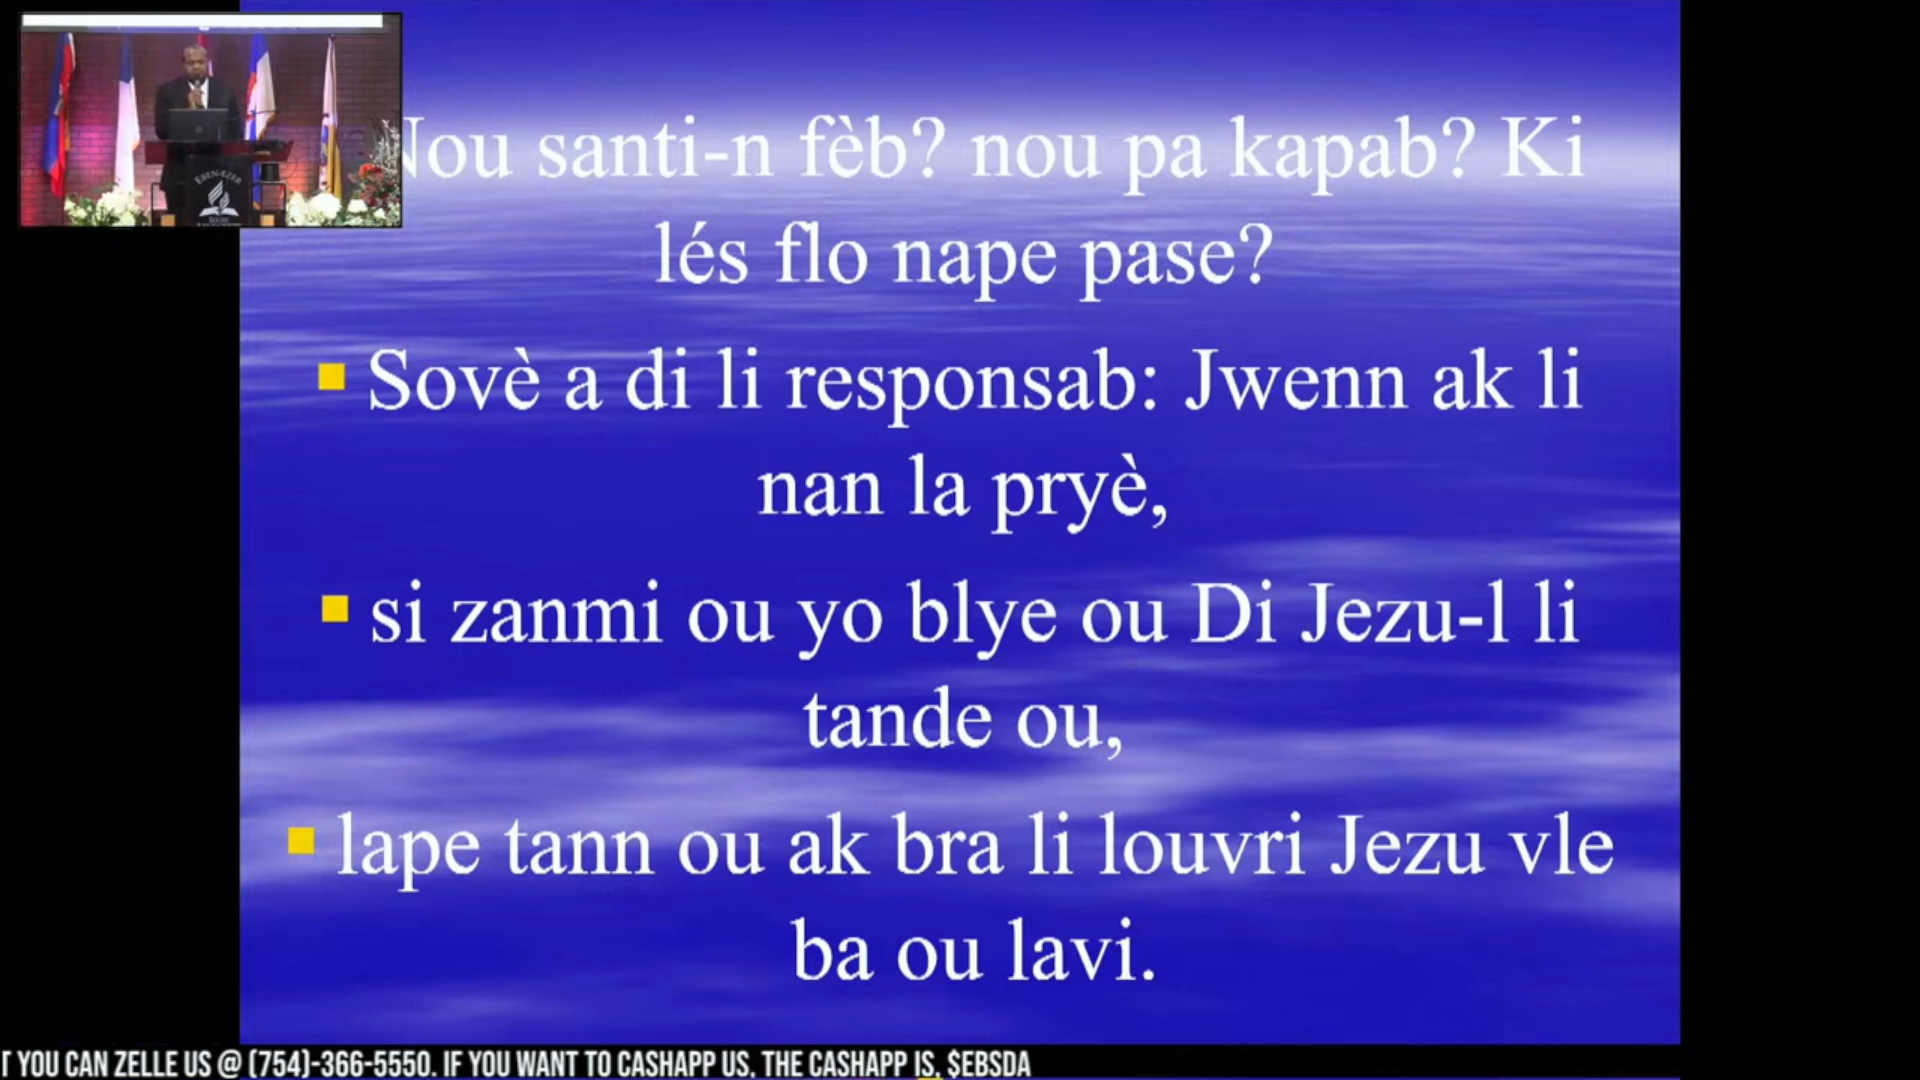 Nou santi-n fèb? nou pa kapab? Ki
lés flo nape pase?
Sovè a di li responsab: Jwenn ak li
nan la pryè,
si zanmi ou yo blye ou Di Jezu-l li
tande ou,
lape tann ou ak bra li louvri Jezu vle
ba ou lavi.
EBEN-EZER
YOU CAN ZELLE US @ (754)-366-5550. IF YOU WANT TO CASHAPP US, THE CASHAPP IS, $EBSDA